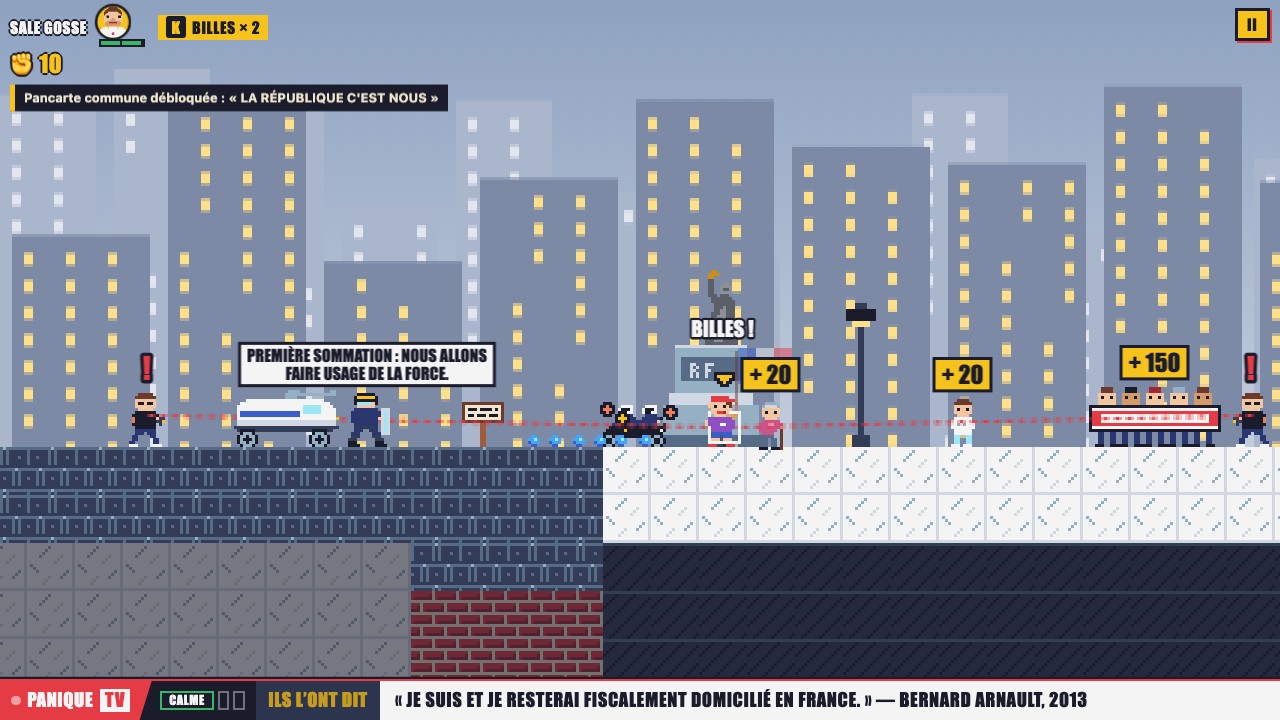 SALE GOSSE
K BILLES × 2
10
Pancarte commune débloquée : « LA RÉPUBLIQUE C'EST NOUS »
BILLES !
PREMIÈRE SOMMATION : NOUS ALLONS
FAIRE USAGE DE LA FORCE.
RF
+ 20
+ 20
+ 150
!
!
PANIQUE TV
CALME
ILS L'ONT DIT
« JE SUIS ET JE RESTERAI FISCALEMENT DOMICILIÉ EN FRANCE. » — BERNARD ARNAULT, 2013